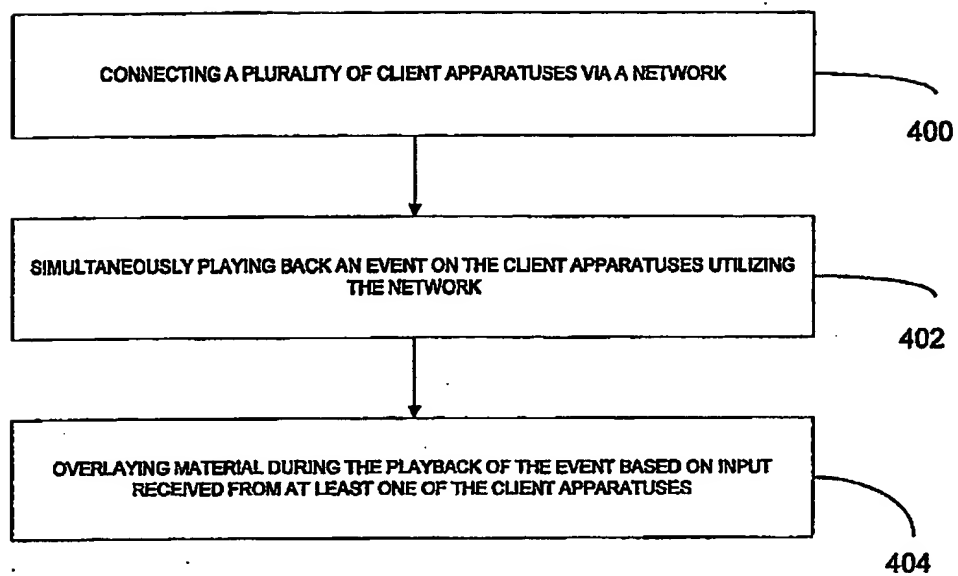 CONNECTING A PLURALITY OF CLIENT APPARATUSES VIA A NETWORK
400
SIMULTANEOUSLY PLAYING BACK AN EVENT ON THE CLIENT APPARATUSES UTILIZING
THE NETWORK
402
OVERLAYING MATERIAL DURING THE PLAYBACK OF THE EVENT BASED ON INPUT
RECEIVED FROM AT LEAST ONE OF THE CLIENT APPARATUSES
404